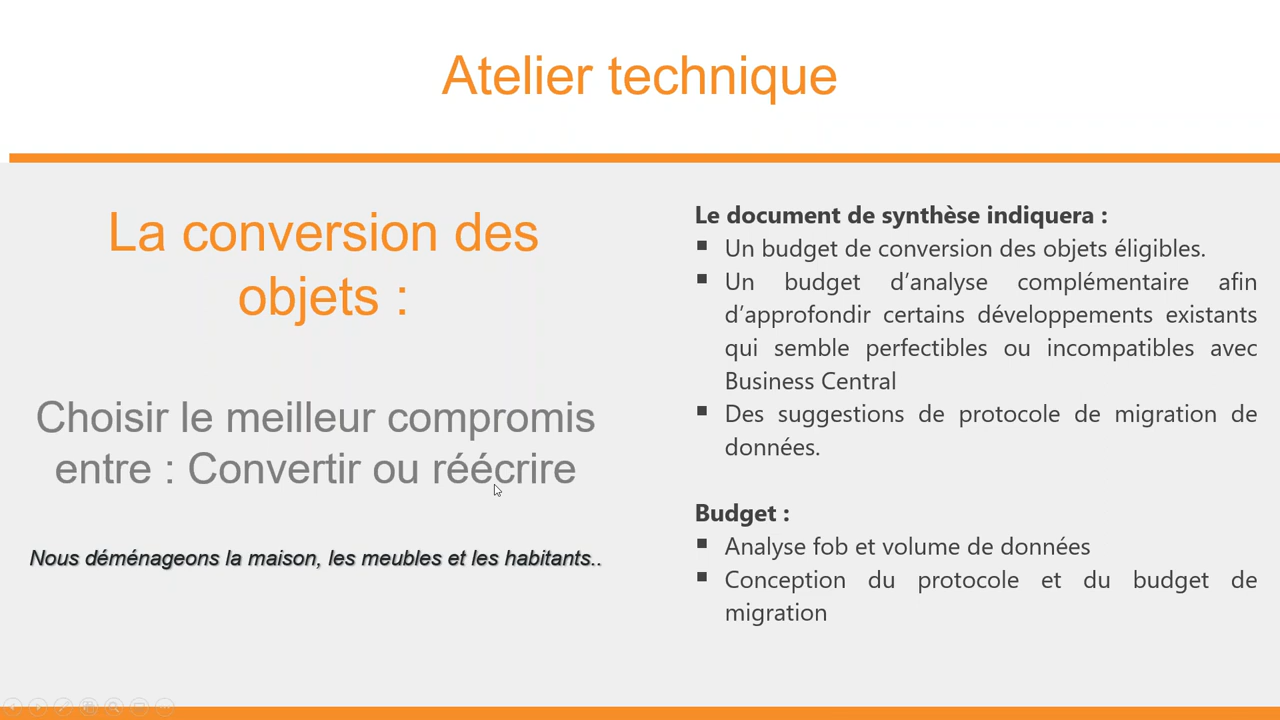 Atelier technique
La conversion des
objets :
Choisir le meilleur compromis
entre : Convertir ou réécrire
Nous déménageons la maison, les meubles et les habitants..
Le document de synthèse indiquera :
▪ Un budget de conversion des objets éligibles.
▪ Un budget d’analyse complémentaire afin
d’approfondir certains développements existants
qui semble perfectibles ou incompatibles avec
Business Central
▪ Des suggestions de protocole de migration de
données.
Budget :
▪ Analyse fob et volume de données
▪ Conception du protocole et du budget de
migration